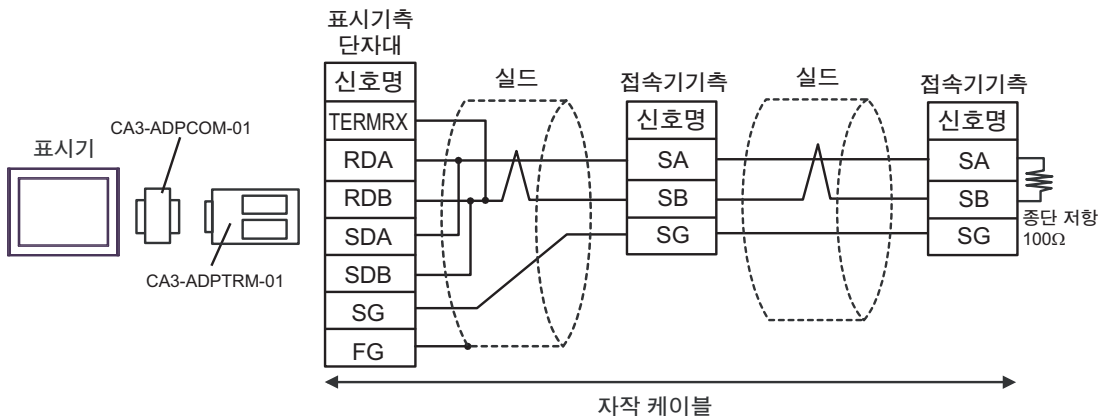 표시기
CA3-ADPCOM-01
CA3-ADPTRM-01
표시기측
단자대
신호명
TERMRX
RDA
RDB
SDA
SDB
SG
FG
실드
접속기기측
신호명
SA
SB
SG
실드
접속기기측
신호명
SA
SB
SG
종단 저항
100Ω
자작 케이블